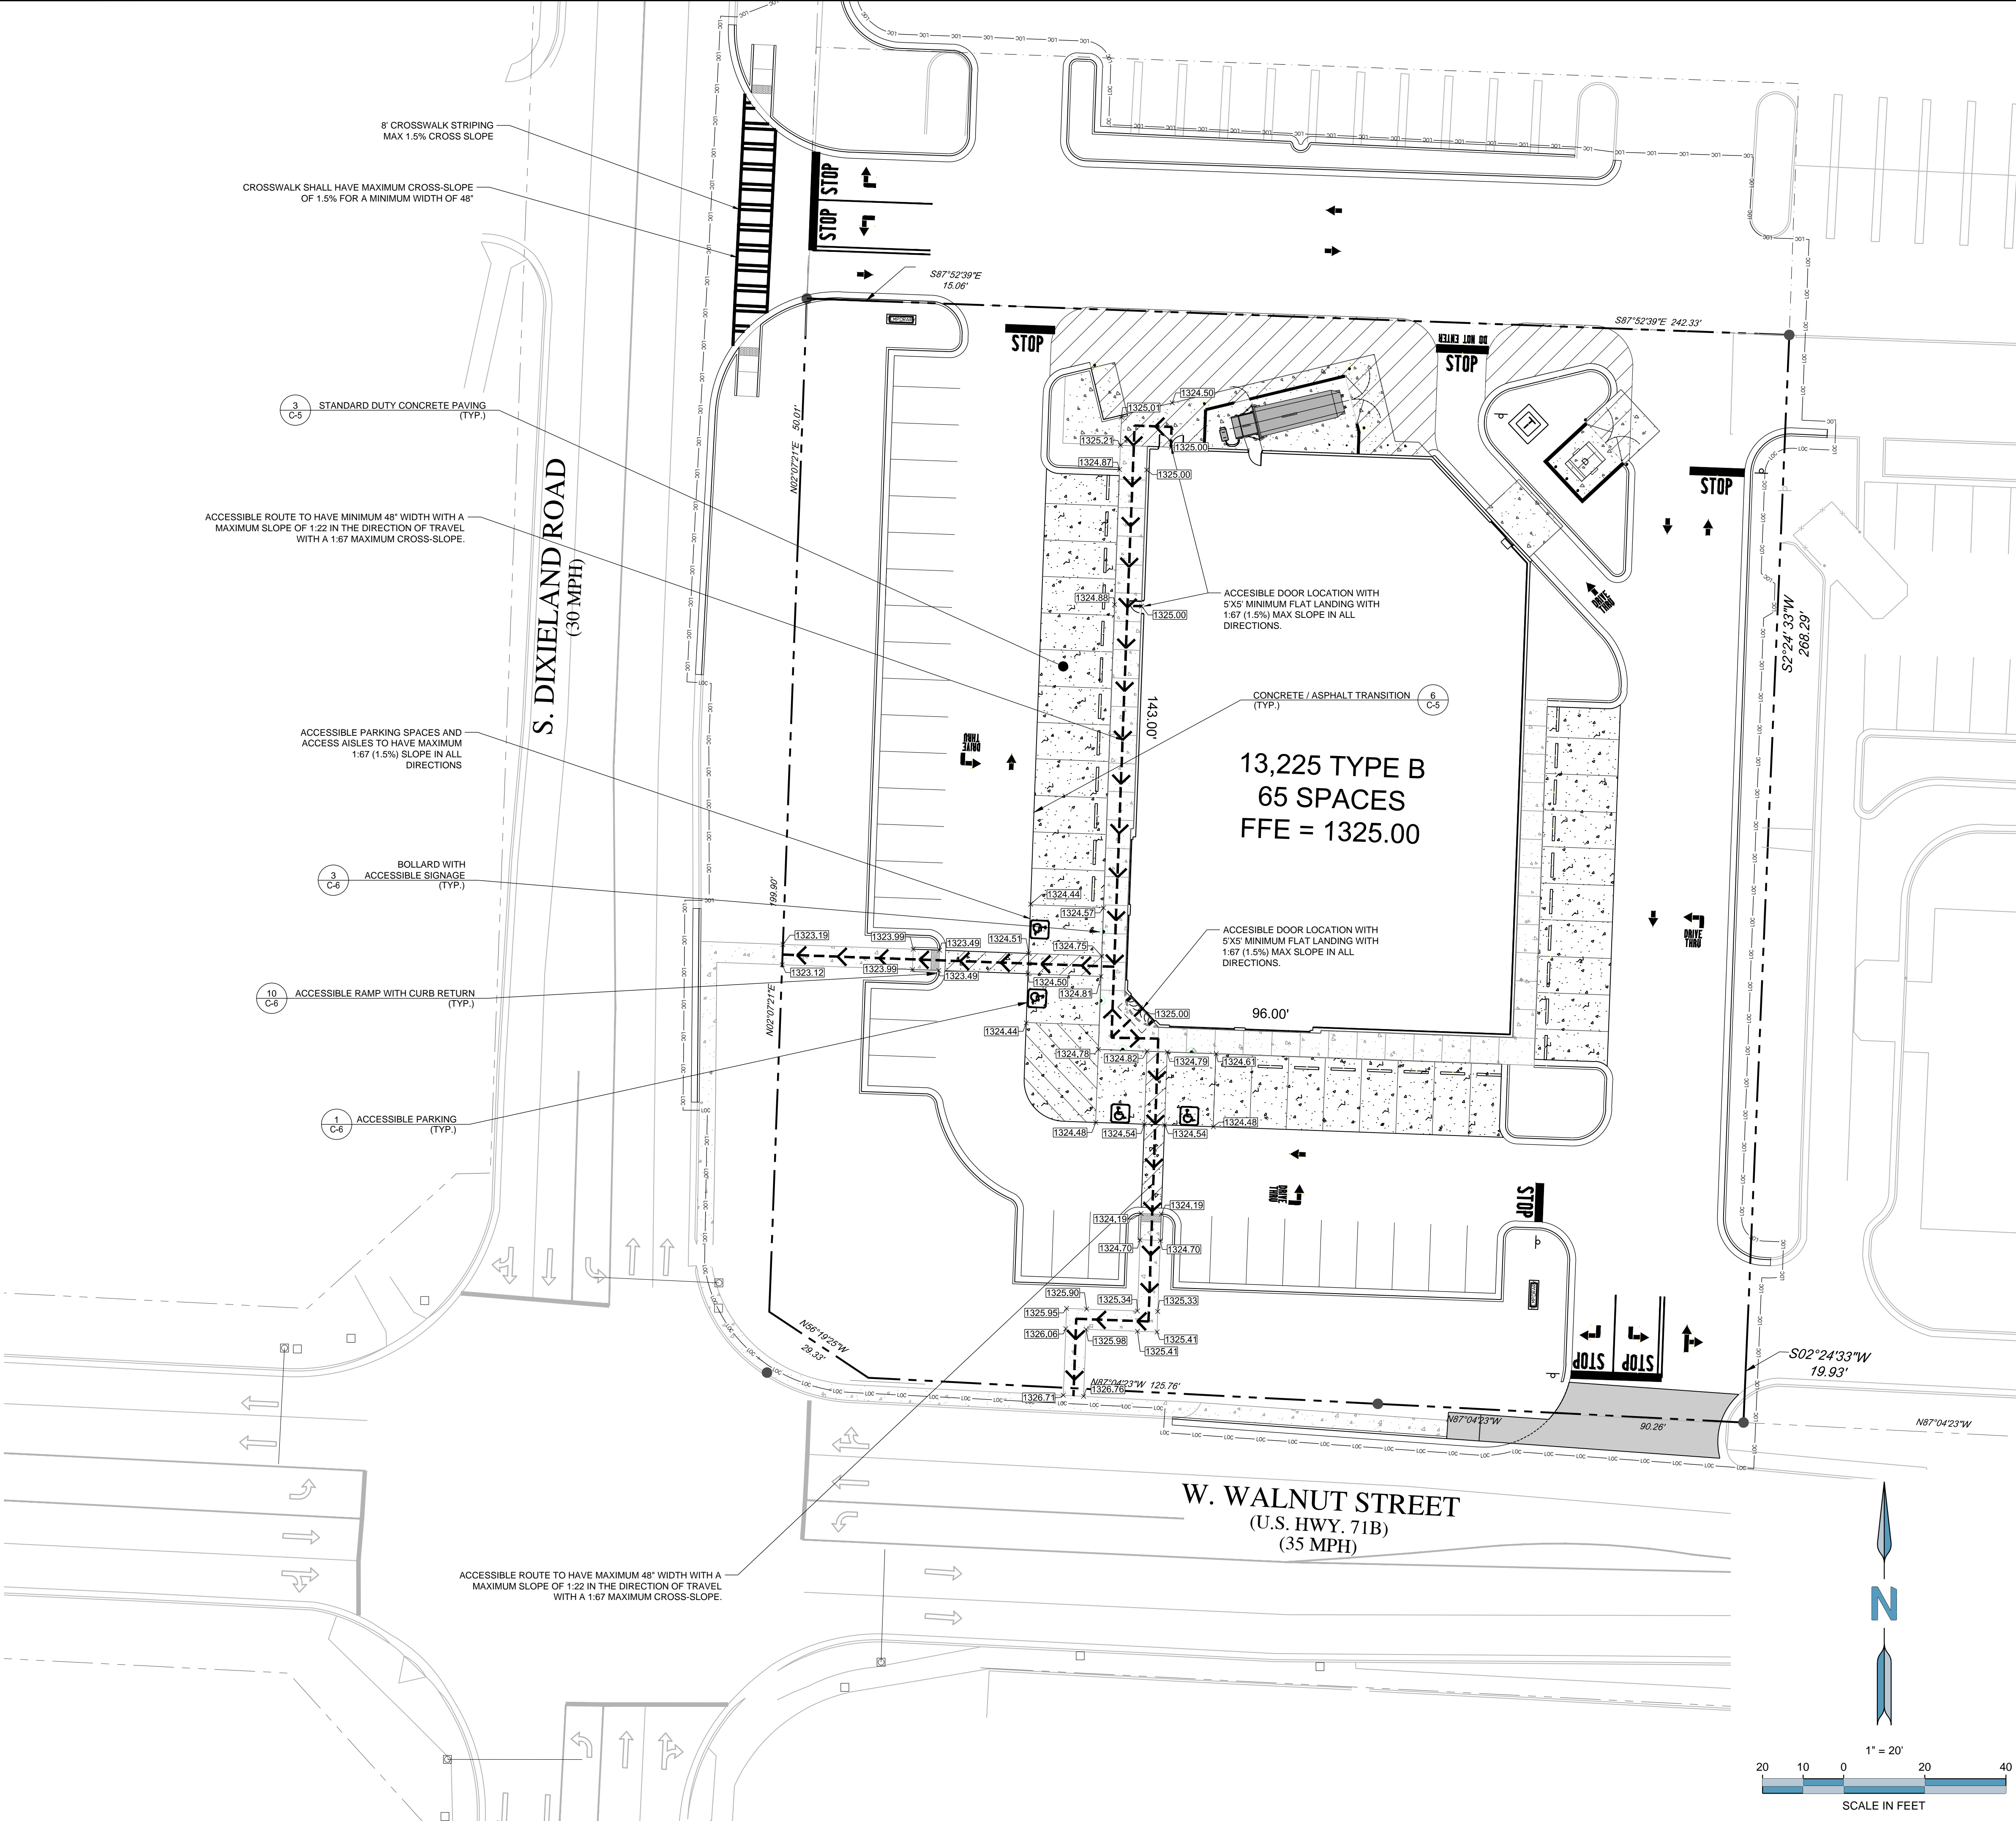 8' CROSSWALK STRIPING
MAX 1.5% CROSS SLOPE
CROSSWALK SHALL HAVE MAXIMUM CROSS-SLOPE
OF 1.5% FOR A MINIMUM WIDTH OF 48"
STOP
STOP
S87°52'39"E
15.06'
S87°52'39"E 242.33'
STOP
DO NOT ENTER
STOP
3
C-5
STANDARD DUTY CONCRETE PAVING
(TYP.)
N02°07'21"E 50.01'
1324.50
1325.01
1325.21
1325.00
1324.87
1325.00
T
STOP
S. DIXIELAND ROAD
(30 MPH)
ACCESSIBLE ROUTE TO HAVE MINIMUM 48" WIDTH WITH A
MAXIMUM SLOPE OF 1:22 IN THE DIRECTION OF TRAVEL
WITH A 1:67 MAXIMUM CROSS-SLOPE.
1324.88
1325.00
ACCESIBLE DOOR LOCATION WITH
5'X5' MINIMUM FLAT LANDING WITH
1:67 (1.5%) MAX SLOPE IN ALL
DIRECTIONS.
DRIVE
THRU
S2°24'33"W
268.29'
CONCRETE / ASPHALT TRANSITION
(TYP.)
6
C-5
143.00'
ACCESSIBLE PARKING SPACES AND
ACCESS AISLES TO HAVE MAXIMUM
1:67 (1.5%) SLOPE IN ALL
DIRECTIONS
DRIVE
THRU
13,225 TYPE B
65 SPACES
FFE = 1325.00
3
C-6
BOLLARD WITH
ACCESSIBLE SIGNAGE
(TYP.)
199.90'
1324.44
1324.57
DRIVE
THRU
1323.19
1323.99
1323.49
1324.51
1324.75
ACCESIBLE DOOR LOCATION WITH
5'X5' MINIMUM FLAT LANDING WITH
1:67 (1.5%) MAX SLOPE IN ALL
DIRECTIONS.
1323.12
1323.99
1323.49
1324.50
1324.81
10
C-6
ACCESSIBLE RAMP WITH CURB RETURN
(TYP.)
N02°07'21"E
1325.00
96.00'
1324.44
1324.78
1324.82
1324.79
1324.61
1
C-6
ACCESSIBLE PARKING
(TYP.)
1324.48
1324.54
1324.54
1324.48
DRIVE
THRU
STOP
1324.19
1324.19
1324.70
1324.70
1325.90
1325.34
1325.33
1325.95
1326.06
1325.98
1325.41
1325.41
N56°19'25"W
29.33'
STOP
STOP
S02°24'33"W
19.93'
N87°04'23"W 125.76'
1326.71
1326.76
N87°04'23"W
90.26'
N87°04'23"W
W. WALNUT STREET
(U.S. HWY. 71B)
(35 MPH)
ACCESSIBLE ROUTE TO HAVE MAXIMUM 48" WIDTH WITH A
MAXIMUM SLOPE OF 1:22 IN THE DIRECTION OF TRAVEL
WITH A 1:67 MAXIMUM CROSS-SLOPE.
N
1" = 20'
20 10 0 20 40
SCALE IN FEET